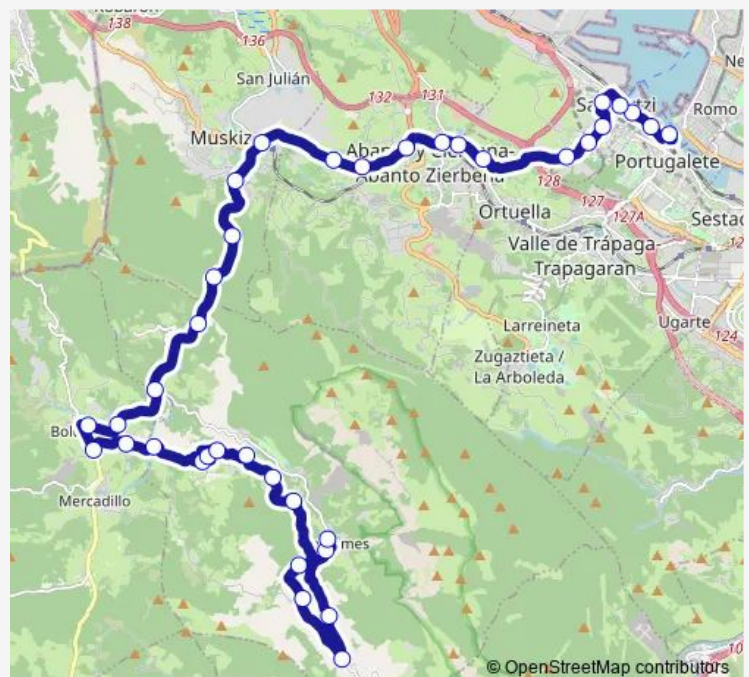 138
136
San Julián
132
131
Muskiz
Ne
Romo
Portugalete
Abanto Zierbena
128
127
127A
Ortuella
Sestao
Valle de Trápaga-
Trapagaran
Larreineta
Ugarte
124
Zugaztieta /
La Arboleda
Mercadillo
© OpenStreetMap contributors